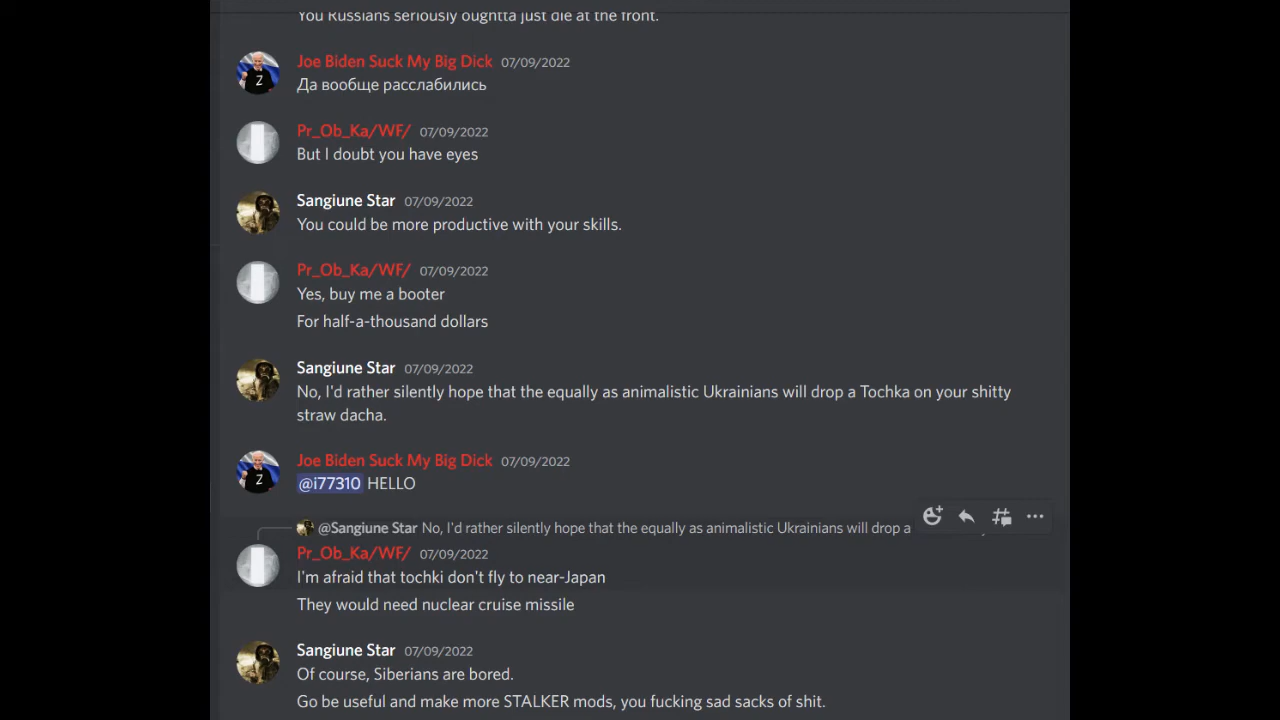 You Russians seriously oughtta just die at the front.
Joe Biden Suck My Big Dick 07/09/2022
Да вообще расслабились
Pr_Ob_Ka/WF/ 07/09/2022
But I doubt you have eyes
Sangiune Star 07/09/2022
You could be more productive with your skills.
Pr_Ob_Ka/WF/ 07/09/2022
Yes, buy me a booter
For half-a-thousand dollars
Sangiune Star 07/09/2022
No, I'd rather silently hope that the equally as animalistic Ukrainians will drop a Tochka on your shitty
straw dacha.
Joe Biden Suck My Big Dick 07/09/2022
@i77310 HELLO
@Sangiune Star No, I'd rather silently hope that the equally as animalistic Ukrainians will drop a
Pr_Ob_Ka/WF/ 07/09/2022
I'm afraid that tochki don't fly to near-Japan
They would need nuclear cruise missile
Sangiune Star 07/09/2022
Of course, Siberians are bored.
Go be useful and make more STALKER mods, you fucking sad sacks of shit.
Z
Z